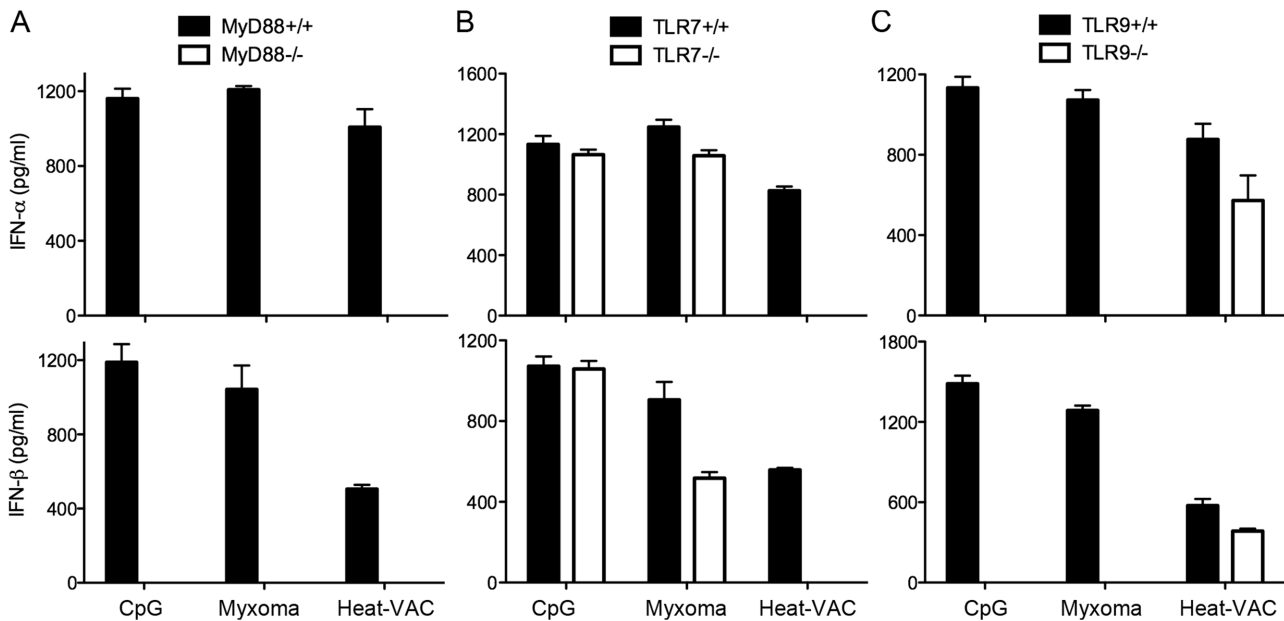 A
MyD88+/+
MyD88-/-
B
TLR7+/+
TLR7-/-
C
TLR9+/+
TLR9-/-
IFN-α (pg/ml)
1200
800
400
0
1600
1200
800
400
0
1200
800
400
0
IFN-β (pg/ml)
1200
800
400
0
1200
800
400
0
1800
1200
600
0
CpG Myxoma Heat-VAC
CpG Myxoma Heat-VAC
CpG Myxoma Heat-VAC